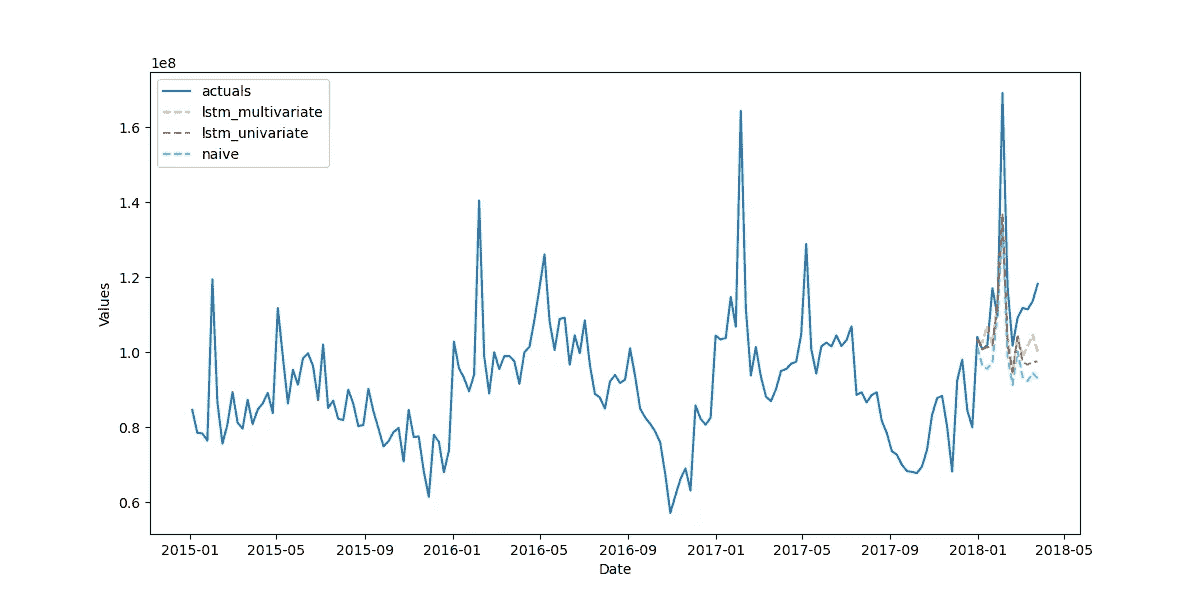 1e8
actuals
lstm_multivariate
lstm_univariate
naive
1.6
1.4
1.2
1.0
0.8
0.6
Values
2015-01 2015-05 2015-09 2016-01 2016-05 2016-09 2017-01 2017-05 2017-09 2018-01 2018-05
Date